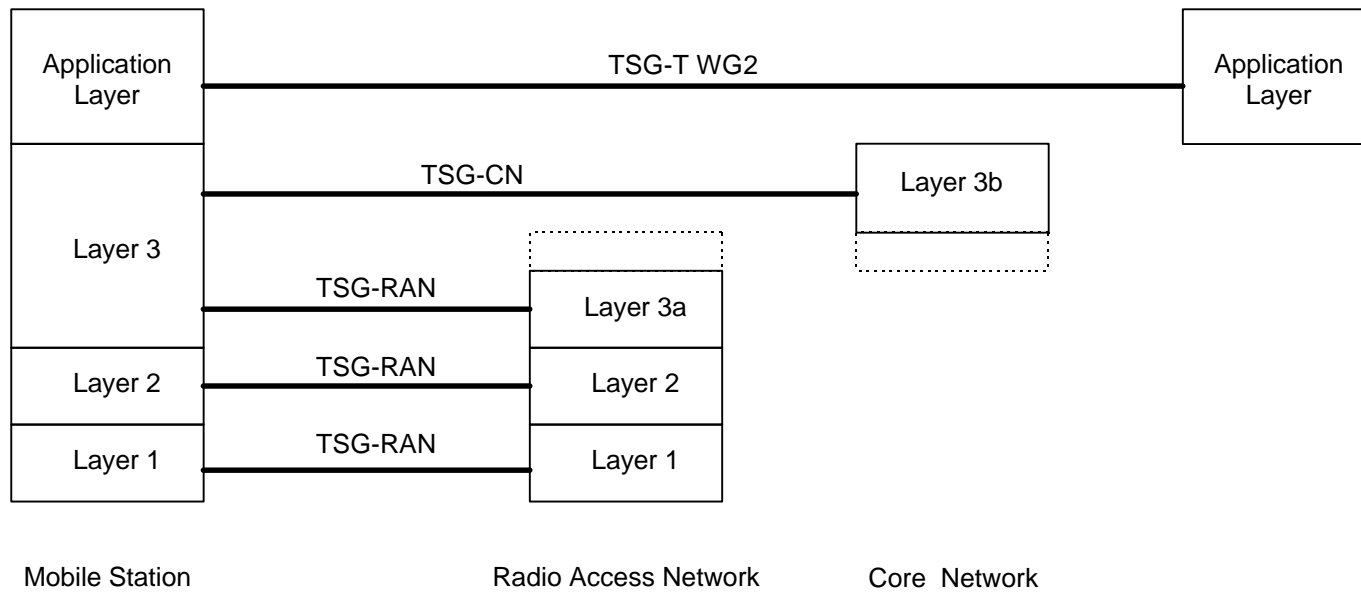 Application
Layer
TSG-T WG2
Application
Layer
TSG-CN
Layer 3b
Layer 3
TSG-RAN
Layer 3a
TSG-RAN
Layer 2
Layer 2
TSG-RAN
Layer 1
Layer 1
Mobile Station
Radio Access Network
Core Network